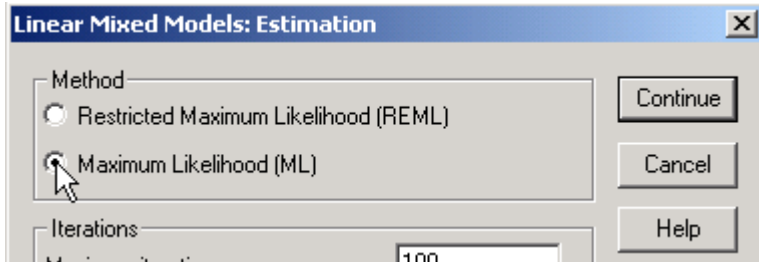 Linear Mixed Models: Estimation
Method
Restricted Maximum Likelihood (REML)
Maximum Likelihood (ML)
Continue
Cancel
Help
Iterations
100